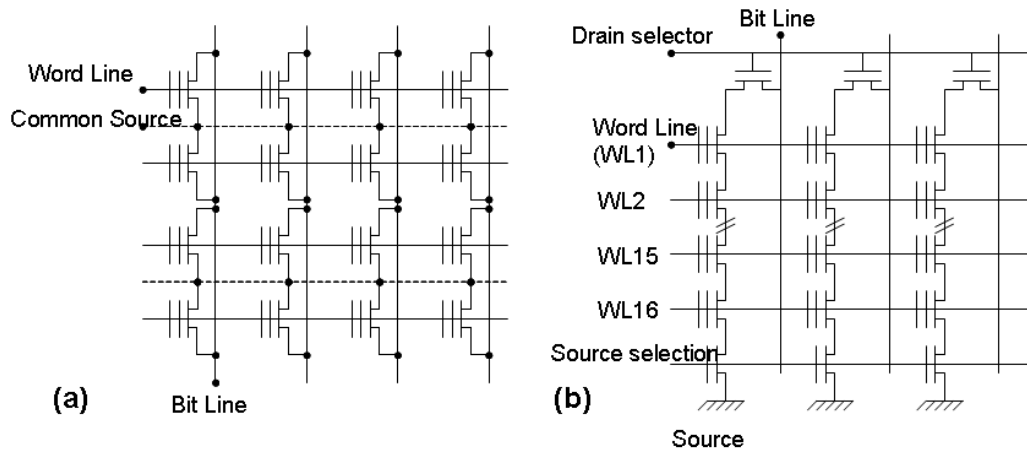 Word Line
Common Source
Bit Line
(a)
Bit Line
Drain selector
Word Line
(WL1)
WL2
WL15
WL16
Source selection
(b)
Source